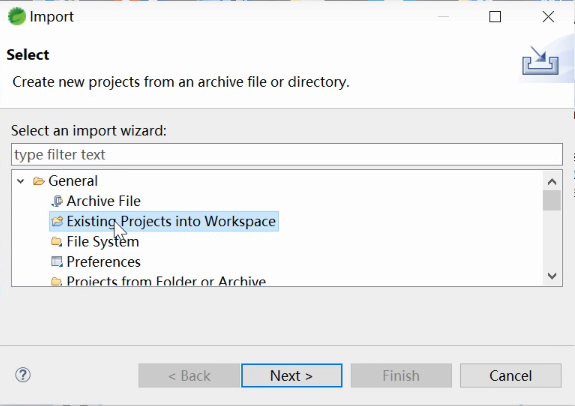 Import
Select
Create new projects from an archive file or directory.
Select an import wizard:
type filter text
General
Archive File
Existing Projects into Workspace
File System
Preferences
Projects from Folder or Archive
?
< Back
Next >
Finish
Cancel